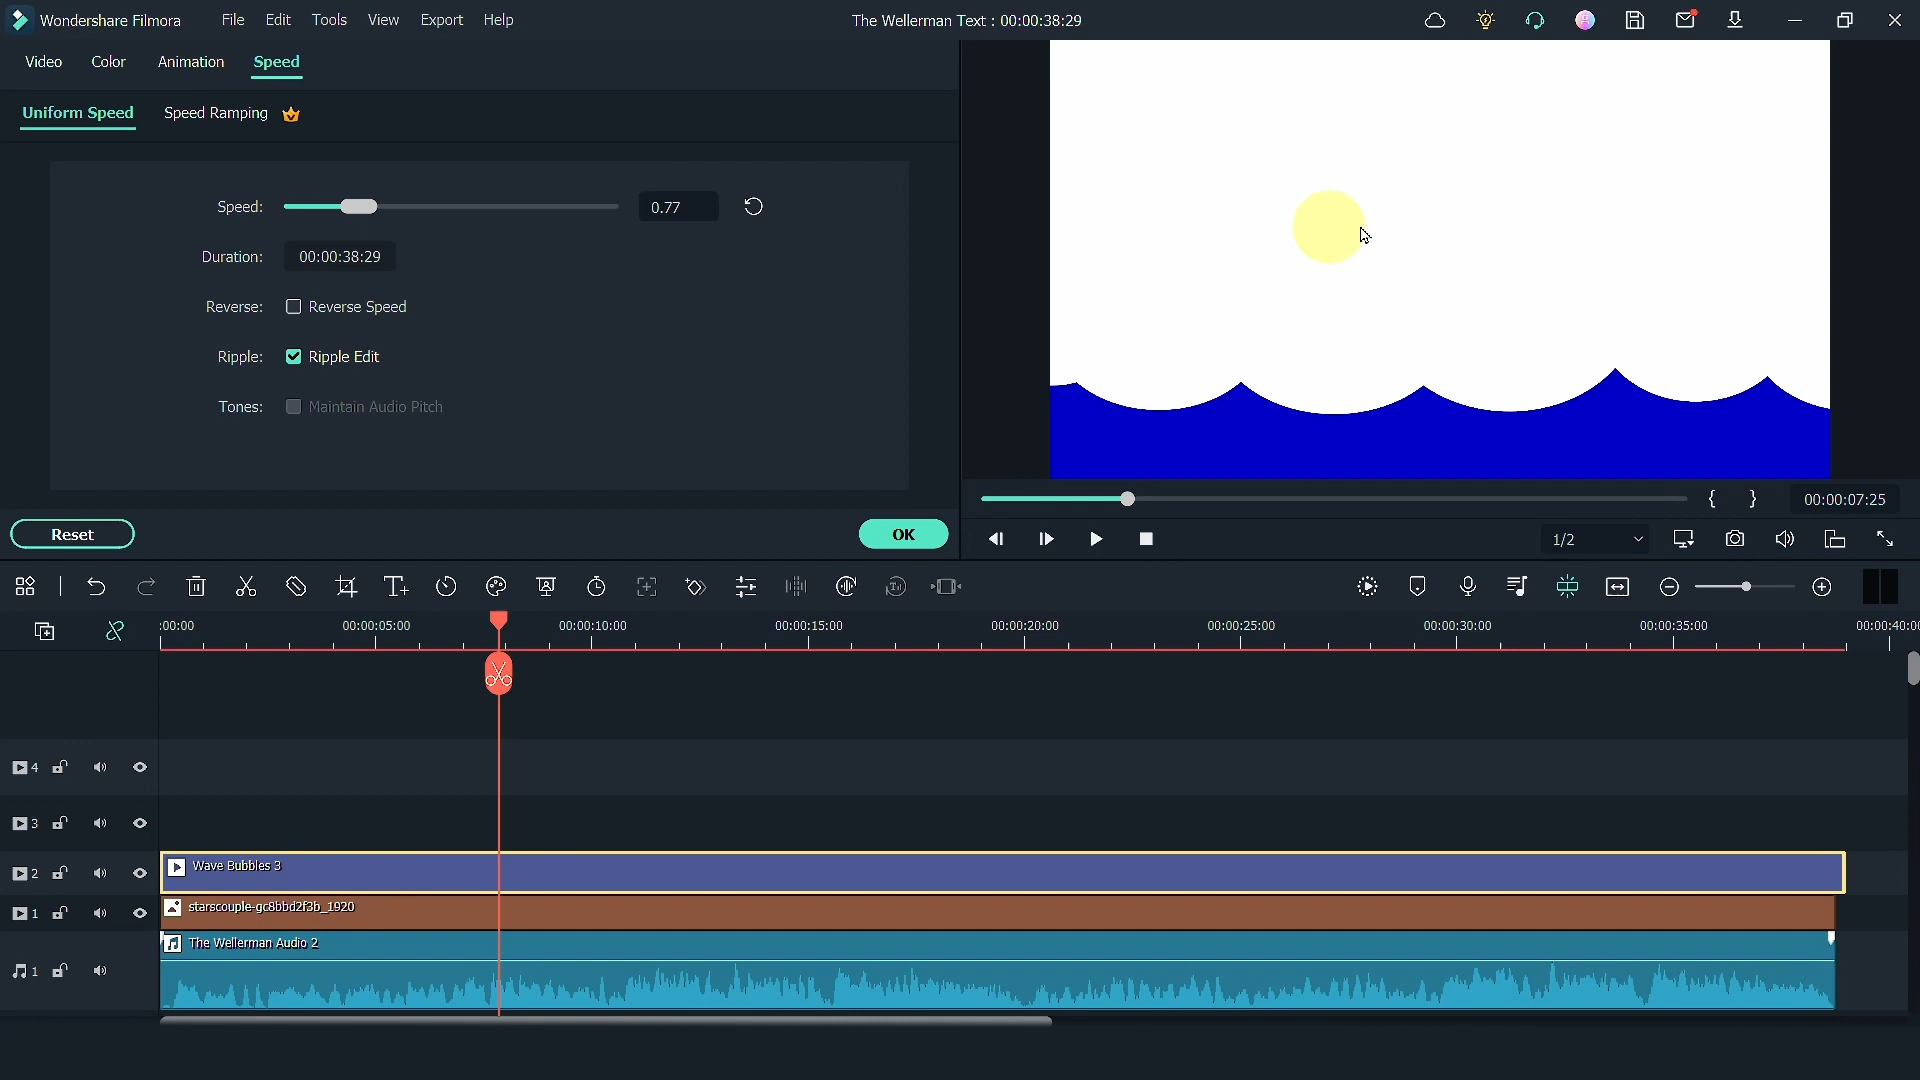 Wondershare Filmora File Edit Tools View Export Help The Wellerman Text : 00:00:38:29
Video Color Animation Speed
Uniform Speed Speed Ramping
Speed: 0.77
Duration: 00:00:38:29
Reverse: Reverse Speed
Ripple: Ripple Edit
Tones: Maintain Audio Pitch
{ } 00:00:07:25
Reset OK
1/2
:00:00 00:00:05:00 00:00:10:00 00:00:15:00 00:00:20:00 00:00:25:00 00:00:30:00 00:00:35:00 00:00:40:0
4
3
2 Wave Bubbles 3
1 starscouple-gc8bbd2f3b_1920
The Wellerman Audio 2
1